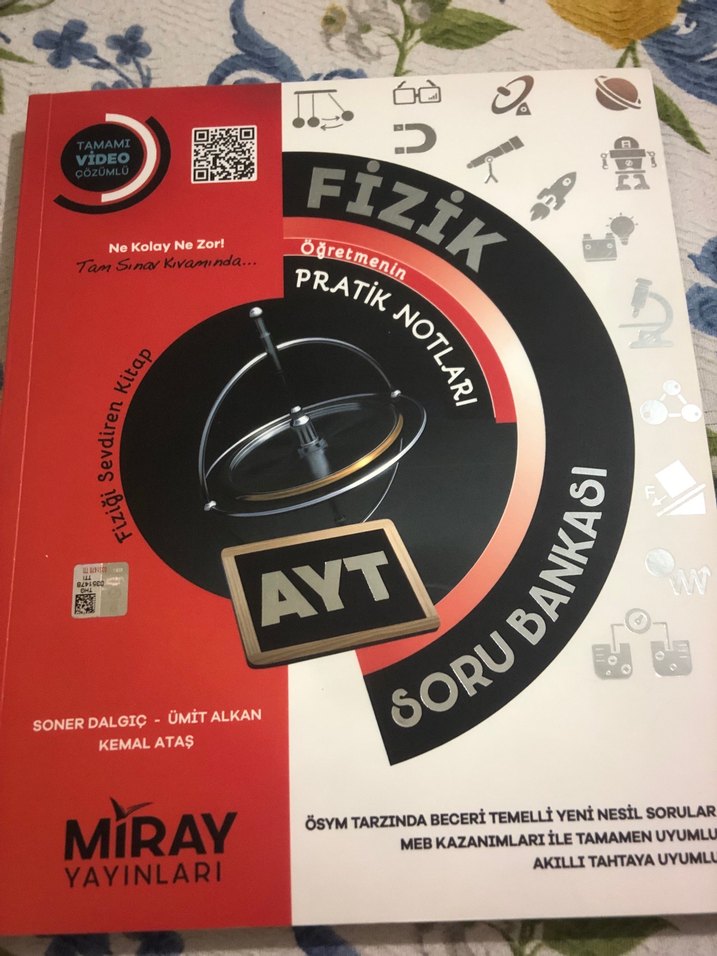 TAMAMI
VİDEO
ÇÖZÜMLÜ
Ne Kolay Ne Zor!
Tam Sınav Kıvamında...
FİZİK
Öğretmenin
PRATİK NOTLARI
Fiziği Sevdiren Kitap
AYT
SORU BANKASI
F
SONER DALGIÇ - ÜMİT ALKAN
KEMAL ATAŞ
MİRAY
YAYINLARI
ÖSYM TARZINDA BECERİ TEMELLİ YENİ NESİL SORULAR
MEB KAZANIMLARI İLE TAMAMEN UYUMLU
AKILLI TAHTAYA UYUMLU